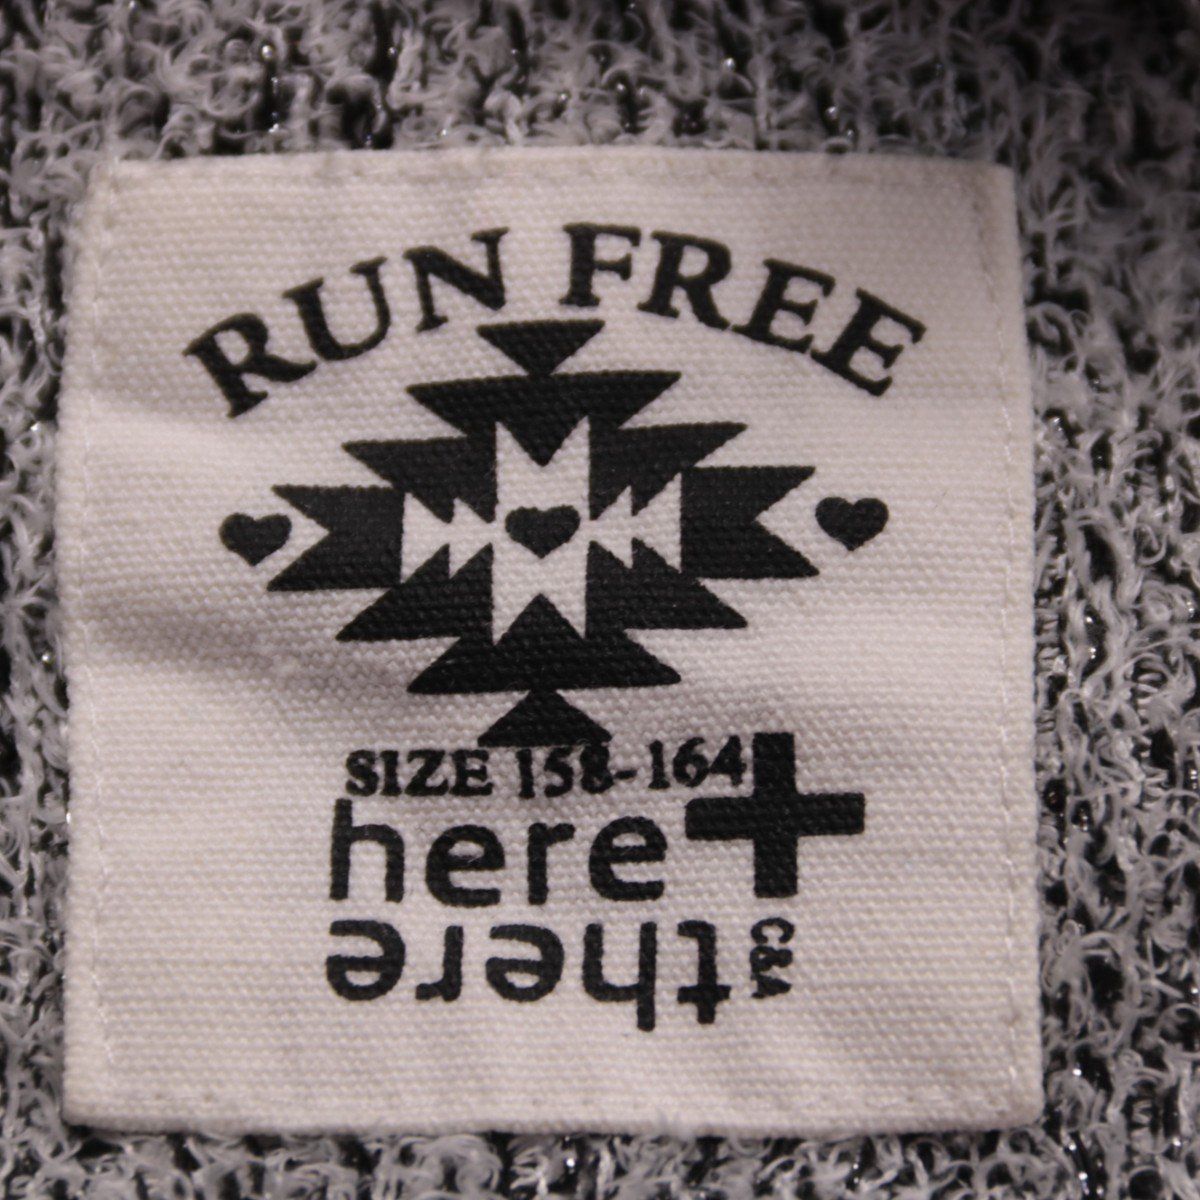 RUN FREE
SIZE 158-164
here +
there
C&A